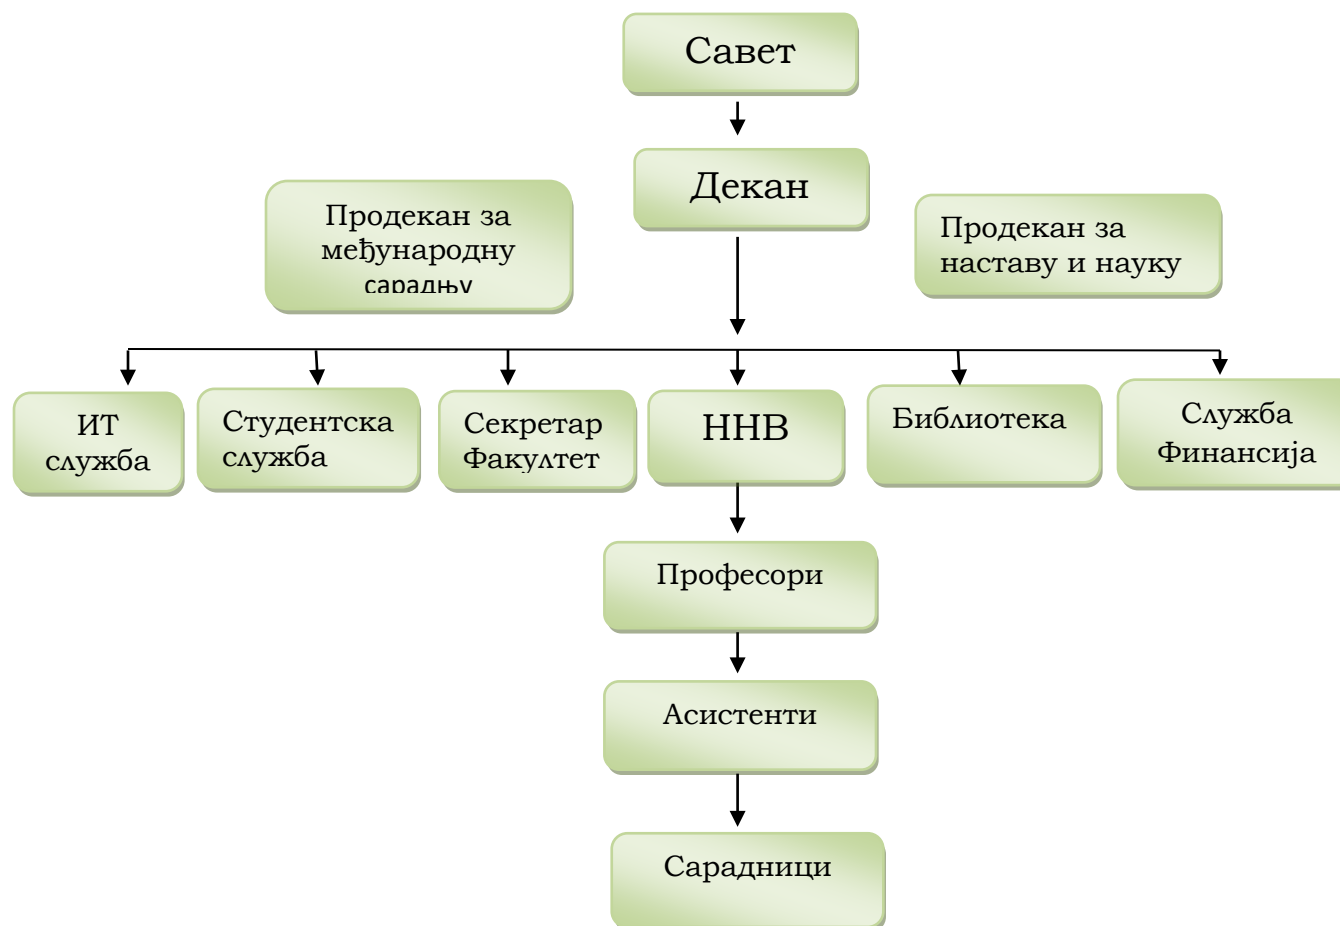 Савет
Декан
Продекан за
међународну
сарадњу
Продекан за
наставу и науку
ИТ
служба
Студентска
служба
Секретар
Факултет
ННВ
Библиотека
Служба
Финансија
Професори
Асистенти
Сарадници